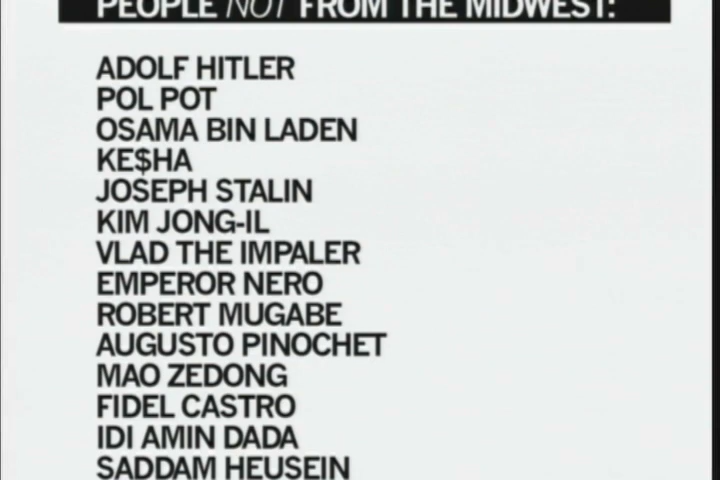 PEOPLE NOT FROM THE MIDWEST:
ADOLF HITLER
POL POT
OSAMA BIN LADEN
KE$HA
JOSEPH STALIN
KIM JONG-IL
VLAD THE IMPALER
EMPEROR NERO
ROBERT MUGABE
AUGUSTO PINOCHET
MAO ZEDONG
FIDEL CASTRO
IDI AMIN DADA
SADDAM HEUSEIN